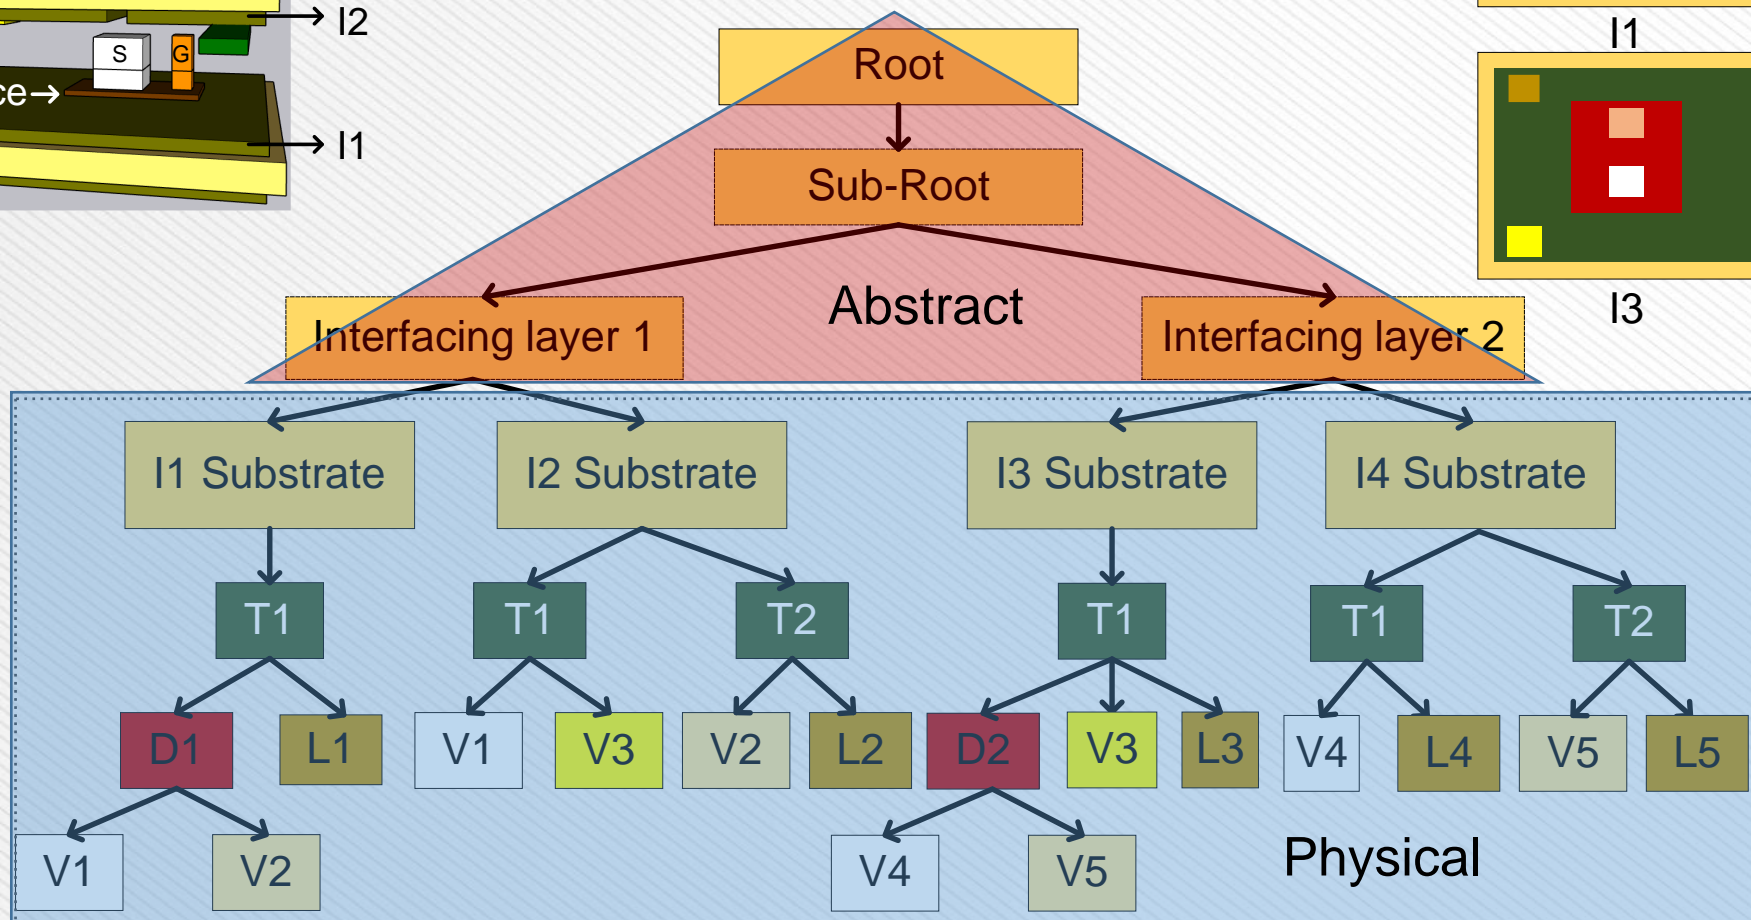 I2
S
G
ce→
I1
Root
Sub-Root
Abstract
Interfacing layer 1
Interfacing layer 2
I1
I3
I1 Substrate
I2 Substrate
I3 Substrate
I4 Substrate
T1
T1
T2
T1
T1
T2
D1
L1
V1
V3
V2
L2
D2
V3
L3
V4
L4
V5
L5
V1
V2
V4
V5
Physical